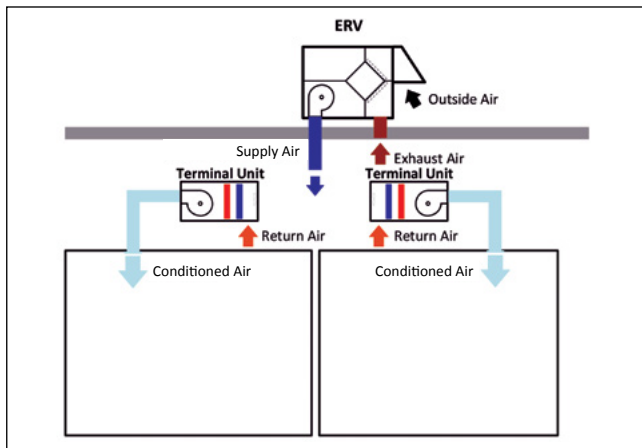 ERV
Outside Air
Supply Air
Exhaust Air
Terminal Unit
Terminal Unit
Return Air
Return Air
Conditioned Air
Conditioned Air